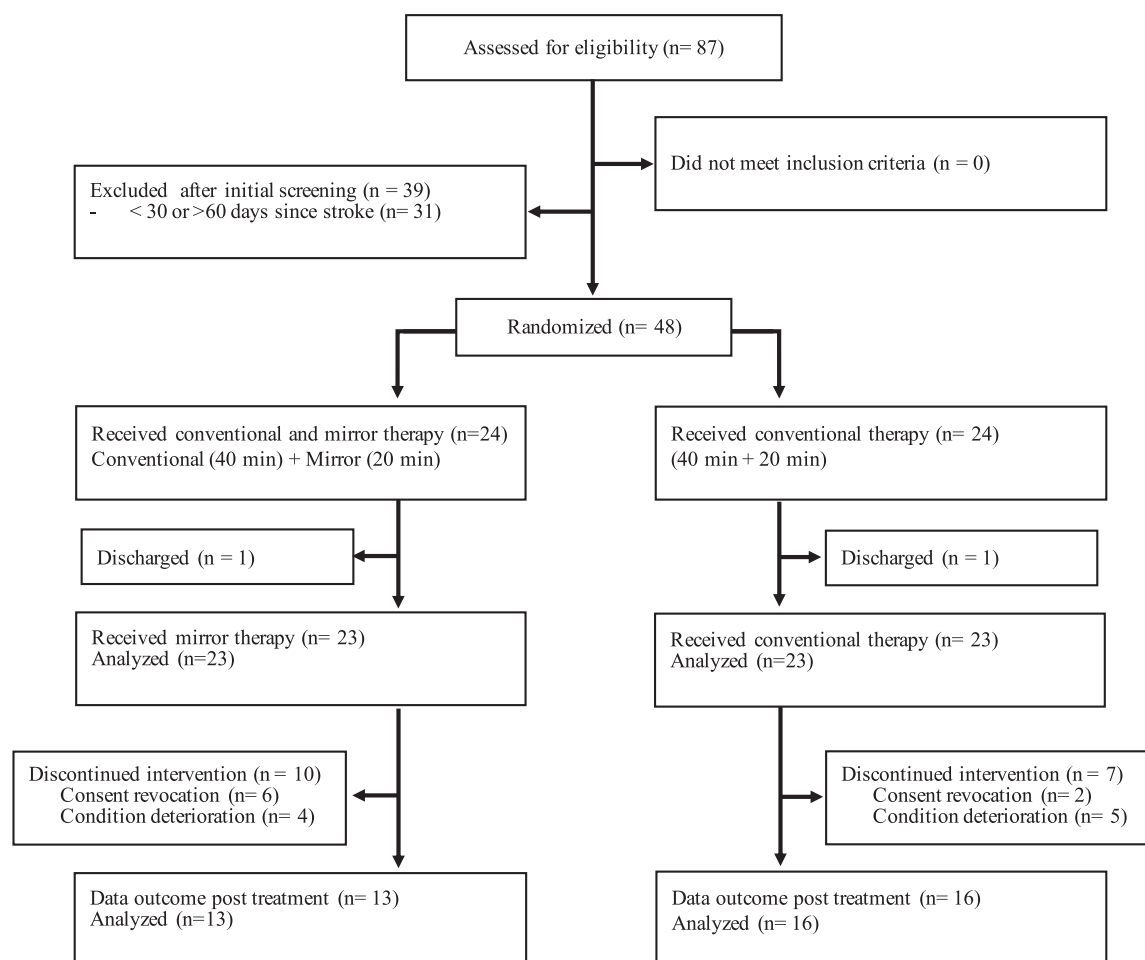 Assessed for eligibility (n= 87)
Did not meet inclusion criteria (n = 0)
Excluded after initial screening (n = 39)
- < 30 or >60 days since stroke (n= 31)
Randomized (n= 48)
Received conventional and mirror therapy (n=24)
Conventional (40 min) + Mirror (20 min)
Received conventional therapy (n= 24)
(40 min + 20 min)
Discharged (n = 1)
Discharged (n = 1)
Received mirror therapy (n= 23)
Analyzed (n=23)
Received conventional therapy (n= 23)
Analyzed (n=23)
Discontinued intervention (n = 10)
Consent revocation (n= 6)
Condition deterioration (n= 4)
Discontinued intervention (n = 7)
Consent revocation (n= 2)
Condition deterioration (n= 5)
Data outcome post treatment (n= 13)
Analyzed (n=13)
Data outcome post treatment (n= 16)
Analyzed (n= 16)